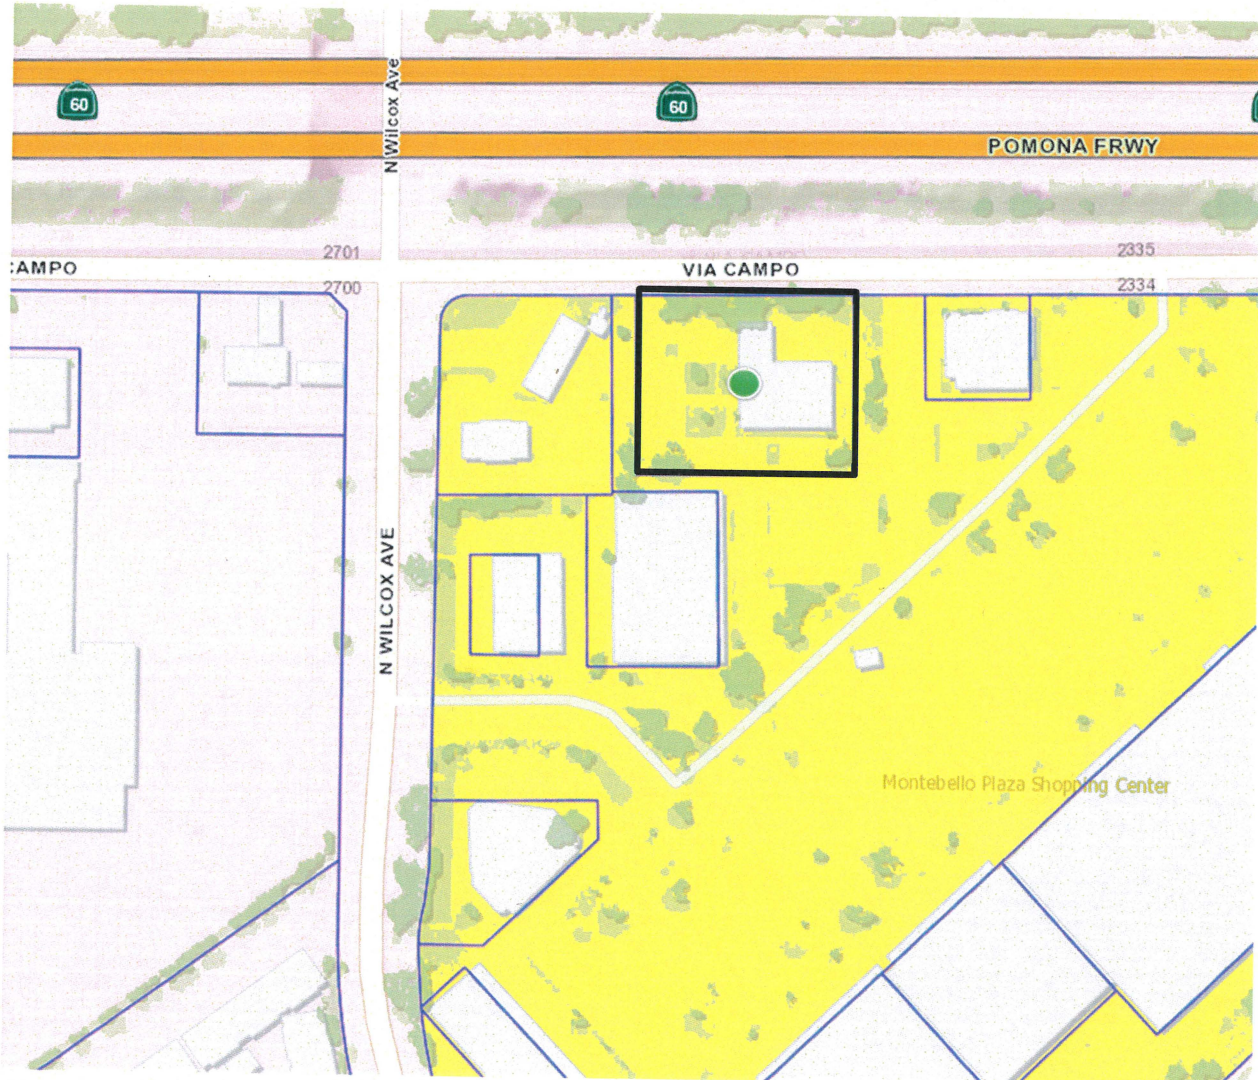 N Wilcox Ave
60
60
POMONA FRWY
2701
2335
CAMPO
VIA CAMPO
2700
2334
N WILCOX AVE
Montebello Plaza Shopping Center